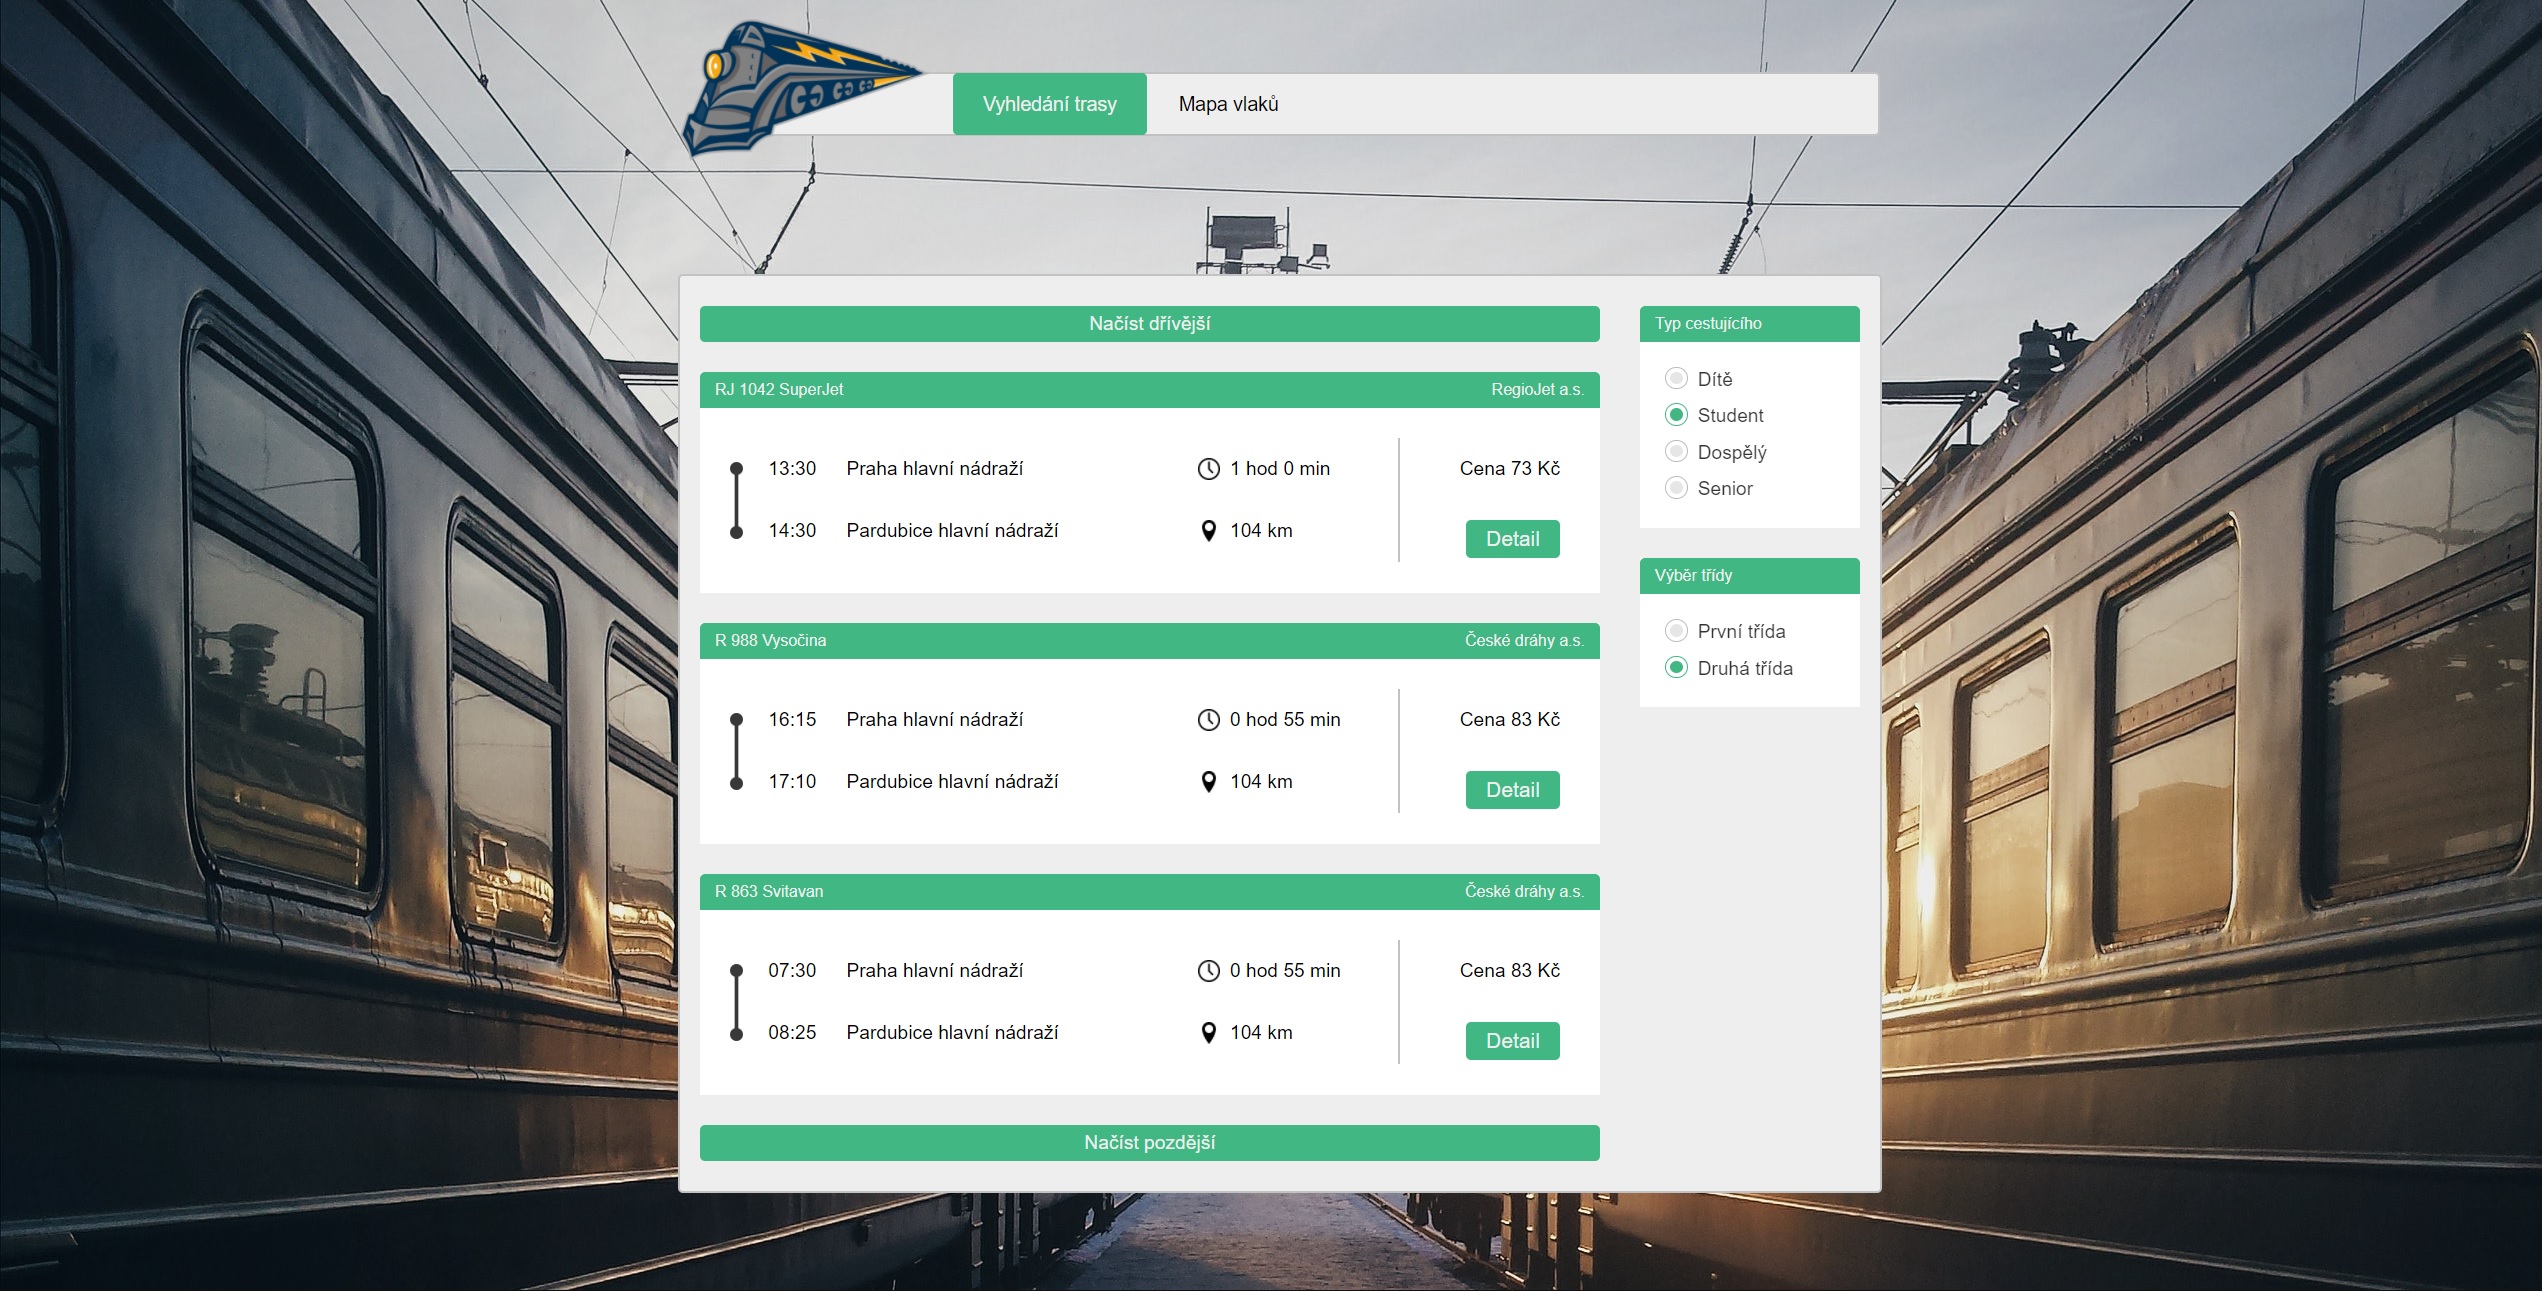 Vyhledání trasy
Mapa vlaků
Načíst dřívější
RJ 1042 SuperJet
RegioJet a.s.
13:30 Praha hlavní nádraží
1 hod 0 min
Cena 73 Kč
14:30 Pardubice hlavní nádraží
104 km
Detail
R 988 Vysočina
České dráhy a.s.
16:15 Praha hlavní nádraží
0 hod 55 min
Cena 83 Kč
17:10 Pardubice hlavní nádraží
104 km
Detail
R 863 Svitavan
České dráhy a.s.
07:30 Praha hlavní nádraží
0 hod 55 min
Cena 83 Kč
08:25 Pardubice hlavní nádraží
104 km
Detail
Načíst pozdější
Typ cestujícího
Dítě
Student
Dospělý
Senior
Výběr třídy
První třída
Druhá třída